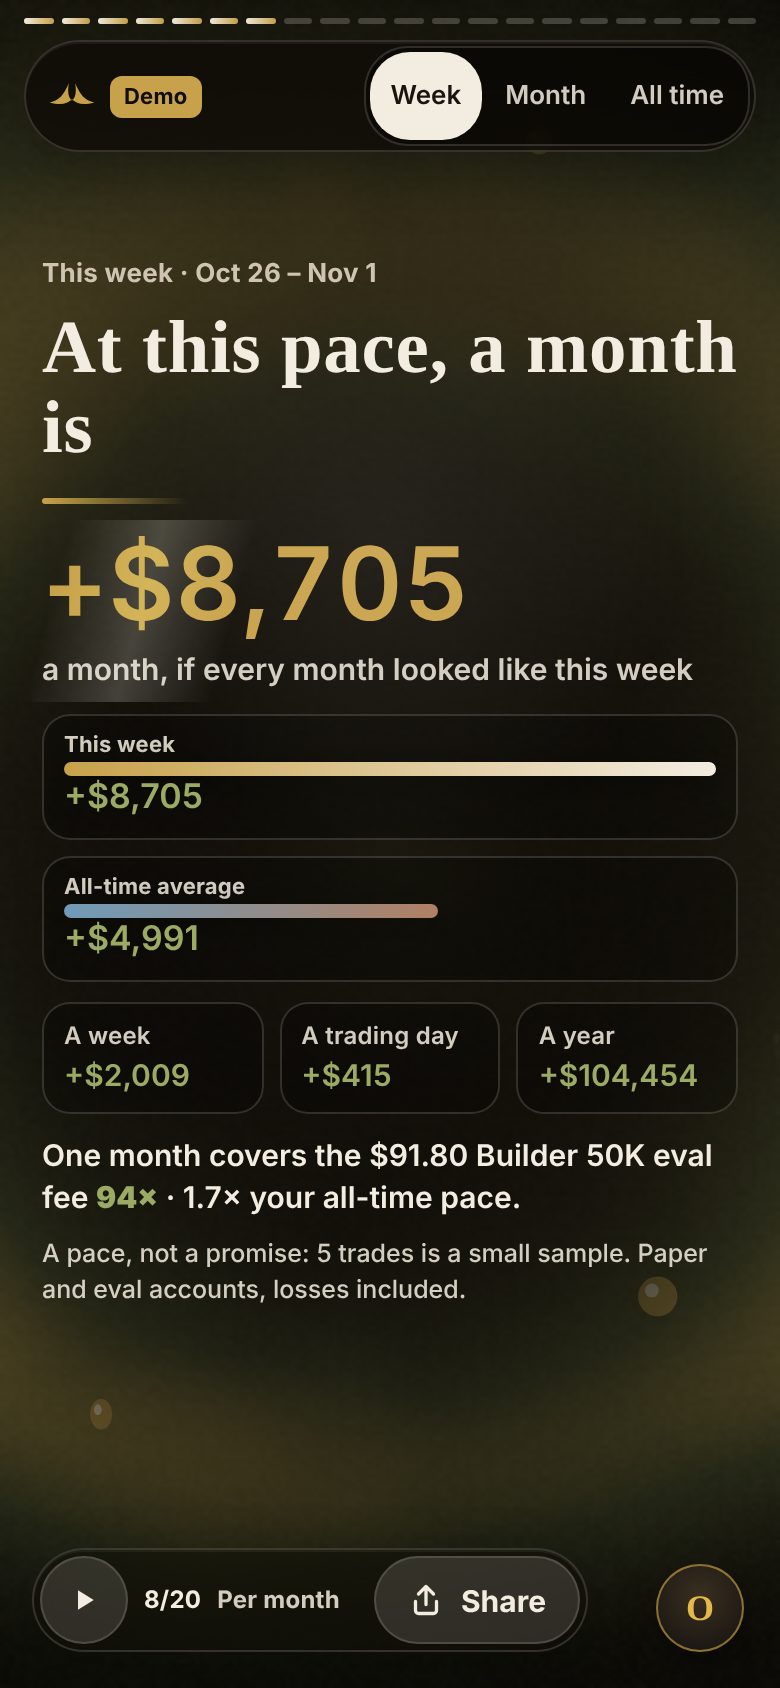 Demo
Week Month All time
This week · Oct 26 – Nov 1
At this pace, a month
is
+$8,705
a month, if every month looked like this week
This week
+$8,705
All-time average
+$4,991
A week A trading day A year
+$2,009 +$415 +$104,454
One month covers the $91.80 Builder 50K eval
fee 94× · 1.7× your all-time pace.
A pace, not a promise: 5 trades is a small sample. Paper
and eval accounts, losses included.
8/20 Per month Share O